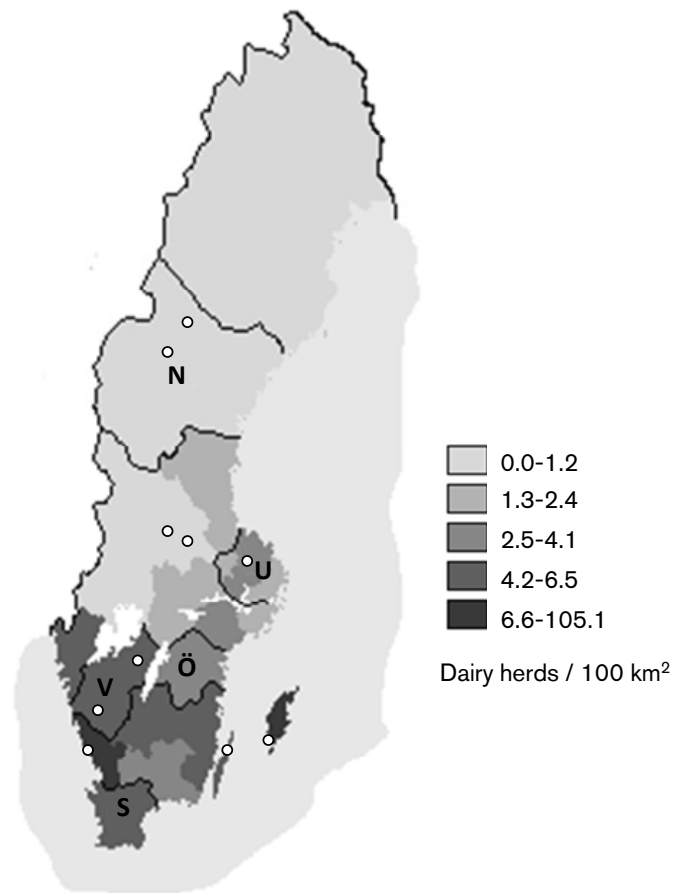 N
0.0-1.2
1.3-2.4
2.5-4.1
U
4.2-6.5
6.6-105.1
Ö
Dairy herds / 100 km²
V
S